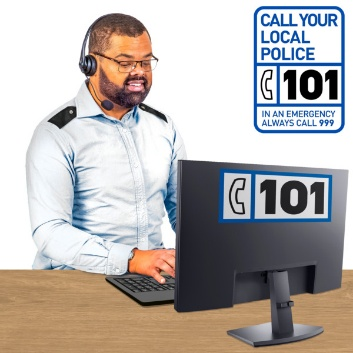 CALL YOUR
LOCAL
POLICE
101
IN AN EMERGENCY
ALWAYS CALL 999
101